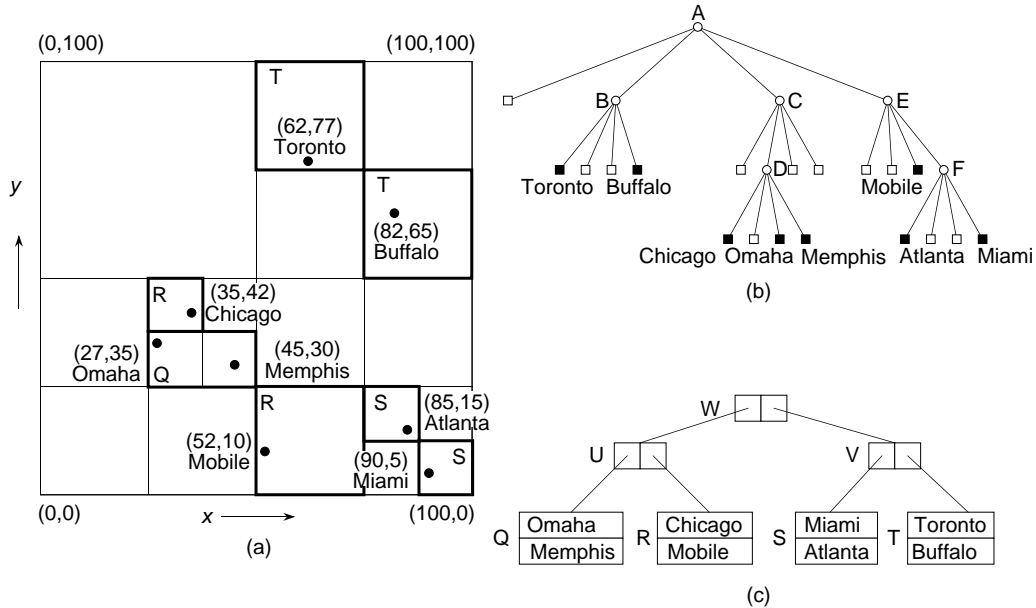 (0,100)
(100,100)
T
(62,77)
Toronto
T
(82,65)
Buffalo
y
R
(35,42)
Chicago
(27,35)
Omaha
Q
(45,30)
Memphis
R
S
(85,15)
Atlanta
(52,10)
Mobile
(90,5)
Miami
S
(0,0)
x
(100,0)
(a)
A
B
C
E
Toronto
Buffalo
D
Mobile
F
Chicago
Omaha
Memphis
Atlanta
Miami
(b)
W
U
V
Q
Omaha
Memphis
R
Chicago
Mobile
S
Miami
Atlanta
T
Toronto
Buffalo
(c)